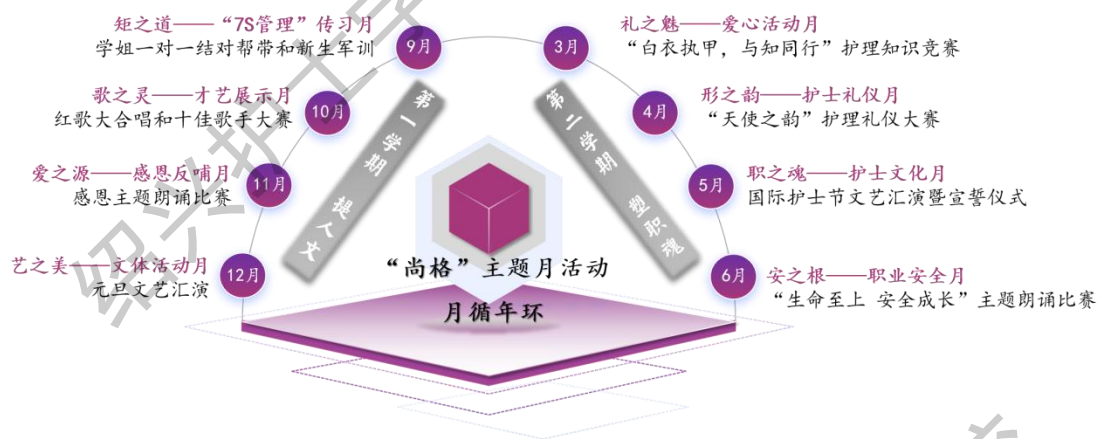 矩之道——“7S管理”传习月
学姐一对一结对帮带和新生军训
9月
歌之灵——才艺展示月
红歌大合唱和十佳歌手大赛
10月
爱之源——感恩反哺月
感恩主题朗诵比赛
11月
艺之美——文体活动月
元旦文艺汇演
12月
第一学期 提人文
礼之魅——爱心活动月
“白衣执甲，与知同行”护理知识竞赛
3月
形之韵——护士礼仪月
“天使之韵”护理礼仪大赛
4月
职之魂——护士文化月
国际护士节文艺汇演暨宣誓仪式
5月
安之根——职业安全月
“生命至上 安全成长”主题朗诵比赛
6月
第二学期 塑职魂
“尚格”主题月活动
月循年环
绍兴护士学